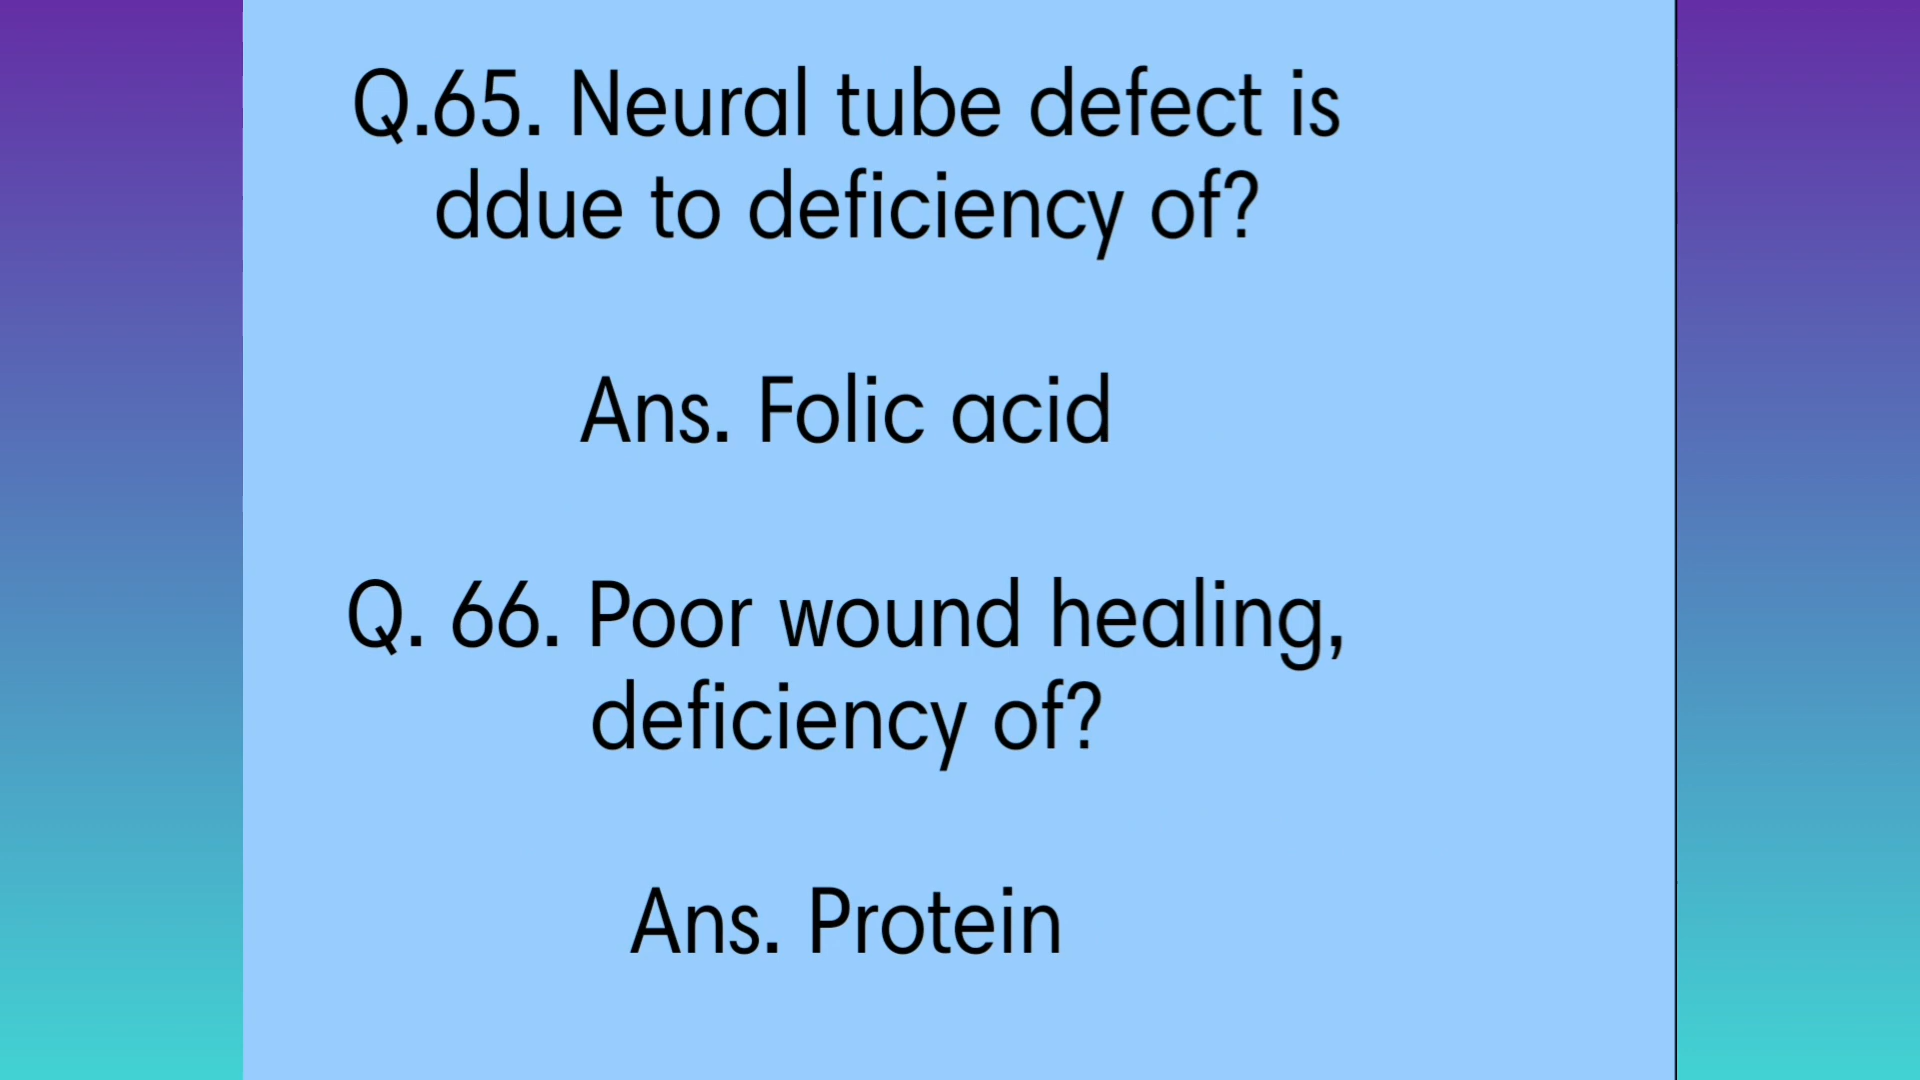 Q.65. Neural tube defect is
ddue to deficiency of?
Ans. Folic acid
Q. 66. Poor wound healing,
deficiency of?
Ans. Protein